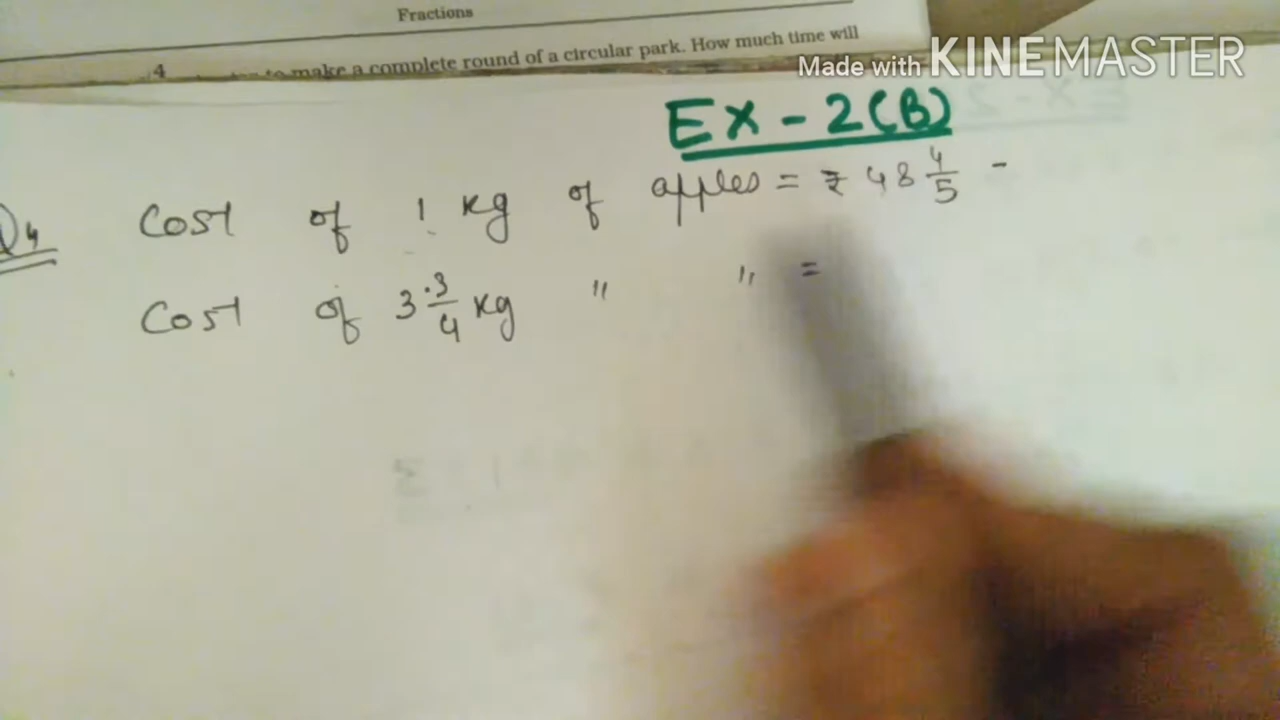 Fractions
4 to make a complete round of a circular park. How much time will
Made with KINEMASTER
EX - 2(B)
Q4 Cost of 1 kg of apples = ₹ 48 4/5 -
Cost of 3 3/4 kg " " =